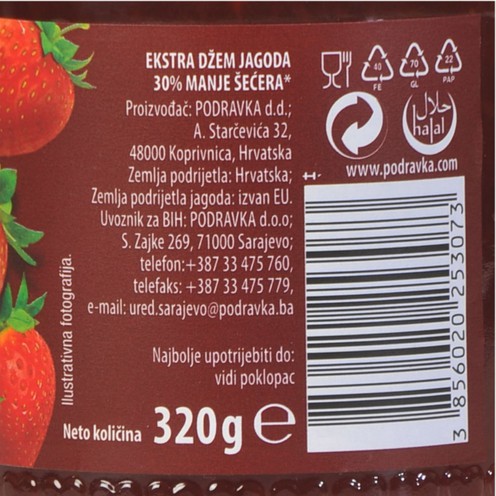 EKSTRA DŽEM JAGODA
30% MANJE ŠEĆERA*
Proizvođač: PODRAVKA d.d.;
A. Starčevića 32,
48000 Koprivnica, Hrvatska
Zemlja podrijetla: Hrvatska;
Zemlja podrijetla jagoda: izvan EU.
Uvoznik za BIH: PODRAVKA d.o.o;
S. Zajke 269, 71000 Sarajevo;
telefon:+387 33 475 760,
telefaks: +387 33 475 779,
e-mail: ured.sarajevo@podravka.ba
Najbolje upotrijebiti do:
vidi poklopac
Neto količina 320g e
Ilustrativna fotografija.
40
FE
70
GL
22
PAP
حلال
halal
www.podravka.com
3 856020 253073